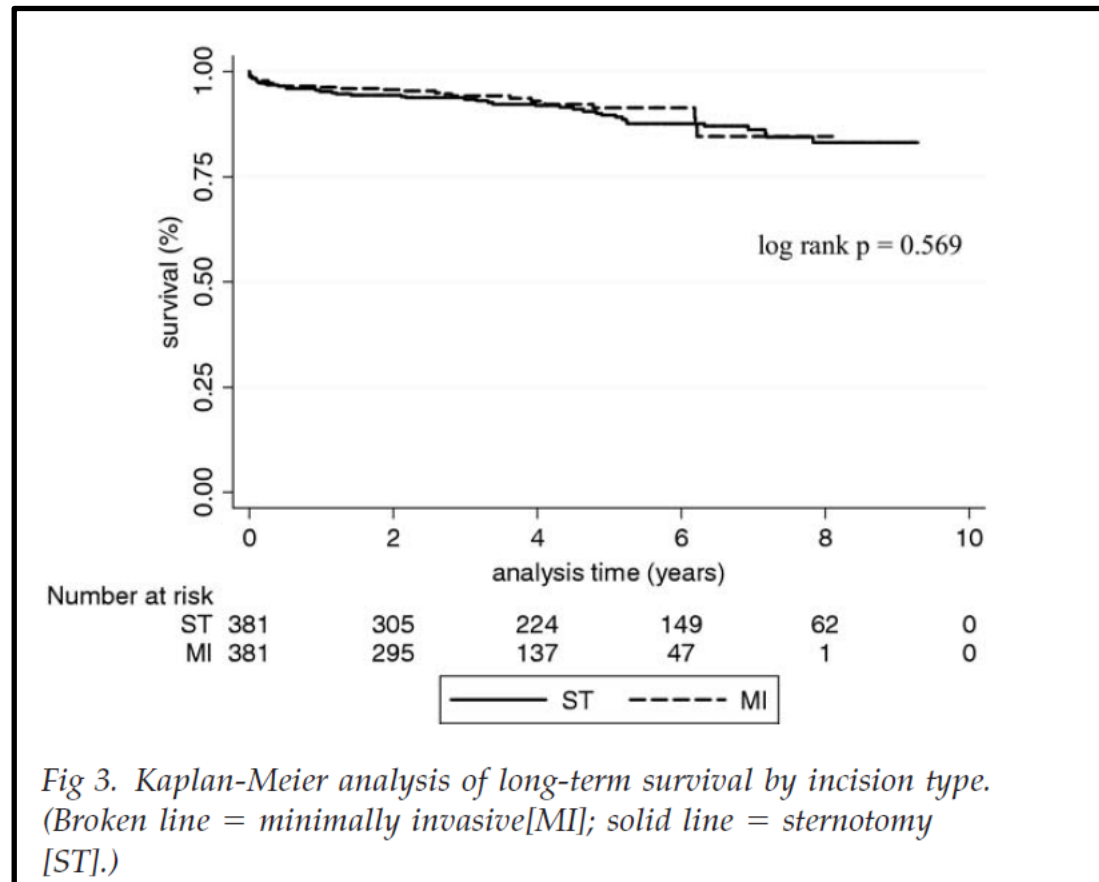 survival (%)
1.00
0.75
0.50
0.25
0.00
log rank p = 0.569
0 2 4 6 8 10
analysis time (years)
Number at risk
ST 381 305 224 149 62 0
MI 381 295 137 47 1 0
ST MI
Fig 3. Kaplan-Meier analysis of long-term survival by incision type.
(Broken line = minimally invasive[MI]; solid line = sternotomy
[ST].)